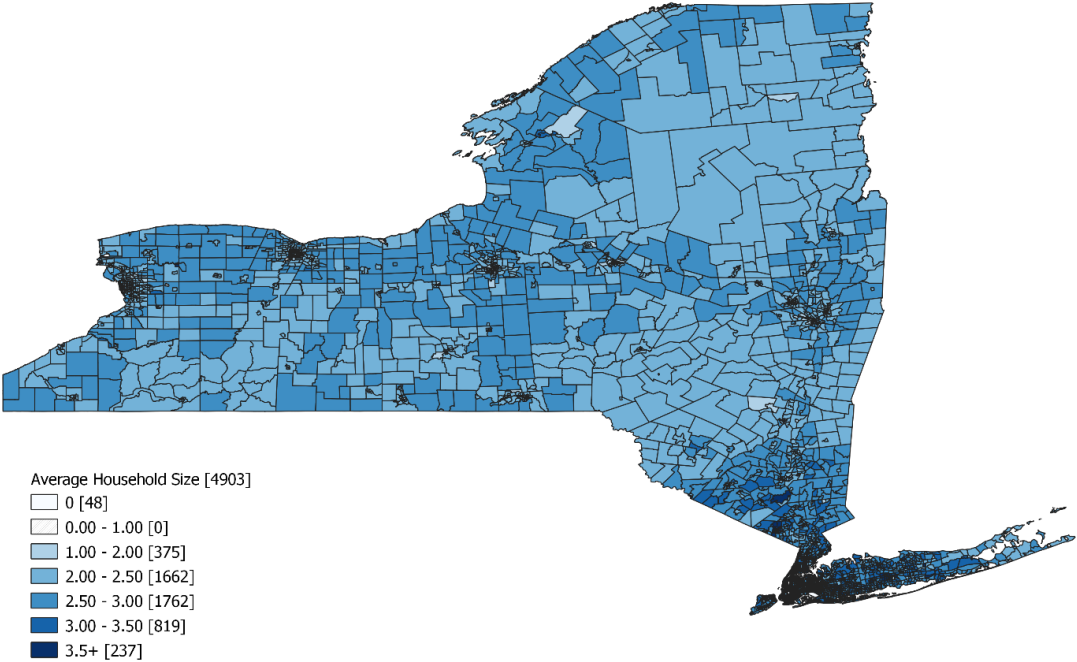 Average Household Size [4903]
0 [48]
0.00 - 1.00 [0]
1.00 - 2.00 [375]
2.00 - 2.50 [1662]
2.50 - 3.00 [1762]
3.00 - 3.50 [819]
3.5+ [237]